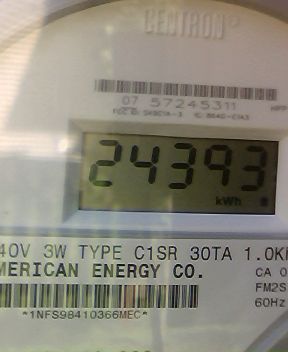 CENTRON®
07 57245311
24393
kWh
40V 3W TYPE C1SR 30TA 1.0K
MERICAN ENERGY CO.
CA 0
FM2S
60Hz
*1NFS98410366MEC*